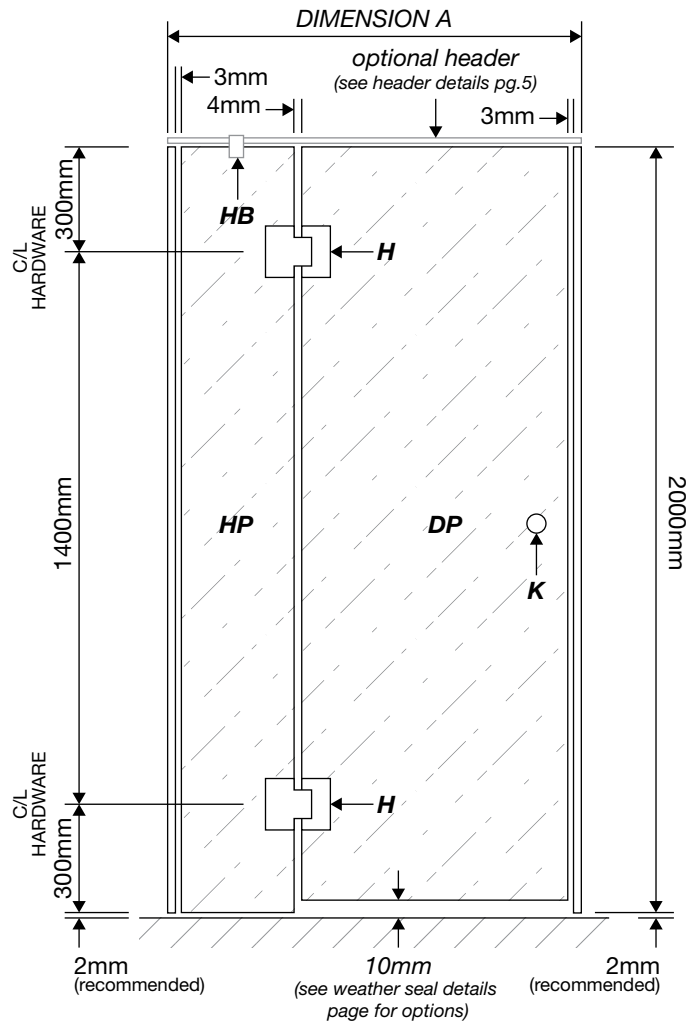 DIMENSION A
optional header
(see header details pg.5)
3mm
4mm
3mm
300mm
C/L
HARDWARE
HB
H
1400mm
HP
DP
K
2000mm
C/L
HARDWARE
H
300mm
2mm
(recommended)
10mm
(see weather seal details
page for options)
2mm
(recommended)